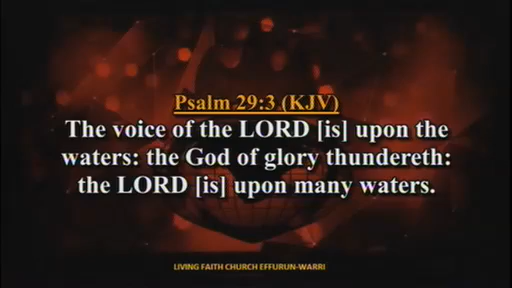 Psalm 29:3 (KJV)
The voice of the LORD [is] upon the
waters: the God of glory thundereth:
the LORD [is] upon many waters.
LIVING FAITH CHURCH EFFURUN-WARRI